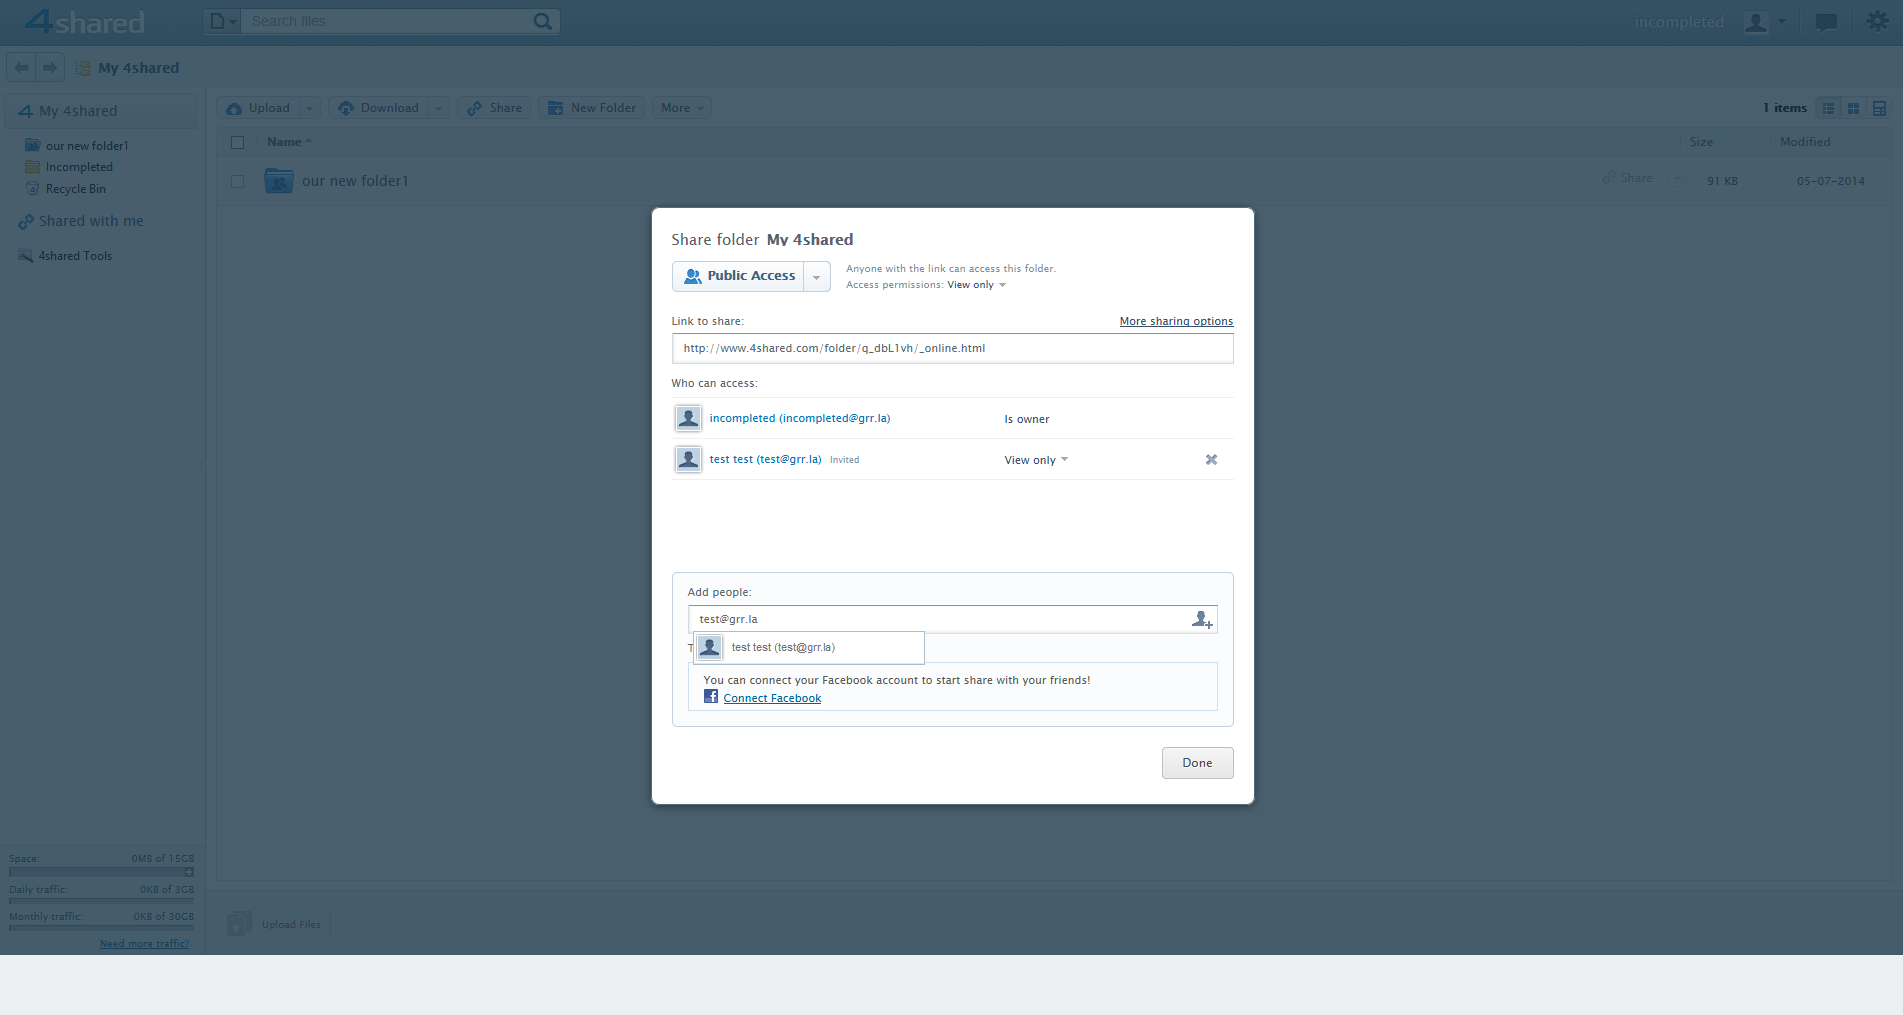 4shared
Search files
incompleted
My 4shared
My 4shared
our new folder1
Incompleted
Recycle Bin
Shared with me
4shared Tools
Upload
Download
Share
New Folder
More
1 items
Name
Size
Modified
our new folder1
Share
91 KB
05-07-2014
Share folder My 4shared
Public Access
Anyone with the link can access this folder.
Access permissions: View only
Link to share:
More sharing options
http://www.4shared.com/folder/q_dbL1vh/_online.html
Who can access:
incompleted (incompleted@grr.la)
Is owner
test test (test@grr.la) Invited
View only
Add people:
test@grr.la
test test (test@grr.la)
You can connect your Facebook account to start share with your friends!
Connect Facebook
Done
Space: 0MB of 15GB
Daily traffic: 0KB of 3GB
Monthly traffic: 0KB of 30GB
Need more traffic?
Upload Files